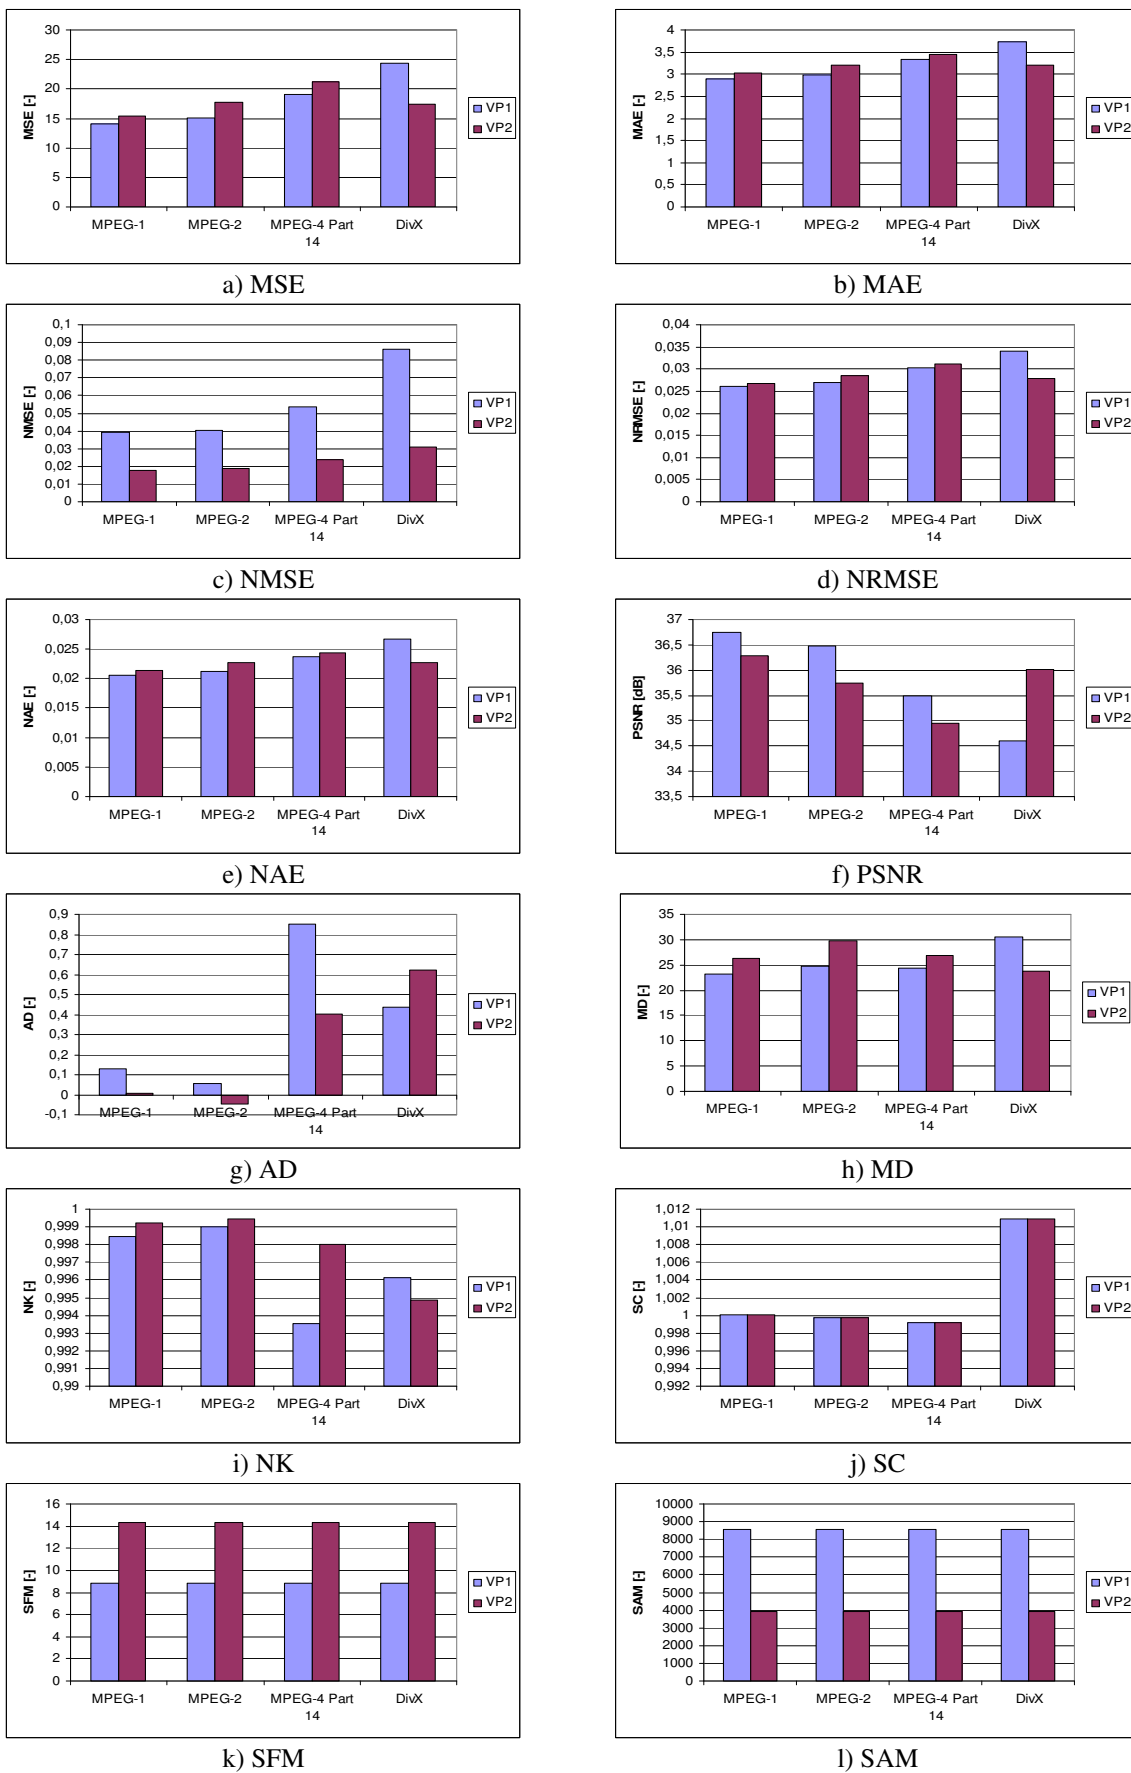 30
25
20
15
10
5
0
MSE [-]
MPEG-1 MPEG-2 MPEG-4 Part DivX
14
VP1
VP2
a) MSE
4
3,5
3
2,5
2
1,5
1
0,5
0
MAE [-]
MPEG-1 MPEG-2 MPEG-4 Part DivX
14
VP1
VP2
b) MAE
0,1
0,09
0,08
0,07
0,06
0,05
0,04
0,03
0,02
0,01
0
NMSE [-]
MPEG-1 MPEG-2 MPEG-4 Part DivX
14
VP1
VP2
c) NMSE
0,04
0,035
0,03
0,025
0,02
0,015
0,01
0,005
0
NRMSE [-]
MPEG-1 MPEG-2 MPEG-4 Part DivX
14
VP1
VP2
d) NRMSE
0,03
0,025
0,02
0,015
0,01
0,005
0
NAE [-]
MPEG-1 MPEG-2 MPEG-4 Part DivX
14
VP1
VP2
e) NAE
37
36,5
36
35,5
35
34,5
34
33,5
PSNR [dB]
MPEG-1 MPEG-2 MPEG-4 Part DivX
14
VP1
VP2
f) PSNR
0,9
0,8
0,7
0,6
0,5
0,4
0,3
0,2
0,1
0
-0,1
AD [-]
MPEG-1 MPEG-2 MPEG-4 Part DivX
14
VP1
VP2
g) AD
35
30
25
20
15
10
5
0
MD [-]
MPEG-1 MPEG-2 MPEG-4 Part DivX
14
VP1
VP2
h) MD
1
0,999
0,998
0,997
0,996
0,995
0,994
0,993
0,992
0,991
0,99
NK [-]
MPEG-1 MPEG-2 MPEG-4 Part DivX
14
VP1
VP2
i) NK
1,012
1,01
1,008
1,006
1,004
1,002
1
0,998
0,996
0,994
0,992
SC [-]
MPEG-1 MPEG-2 MPEG-4 Part DivX
14
VP1
VP2
j) SC
16
14
12
10
8
6
4
2
0
SFM [-]
MPEG-1 MPEG-2 MPEG-4 Part DivX
14
VP1
VP2
k) SFM
10000
9000
8000
7000
6000
5000
4000
3000
2000
1000
0
SAM [-]
MPEG-1 MPEG-2 MPEG-4 Part DivX
14
VP1
VP2
l) SAM